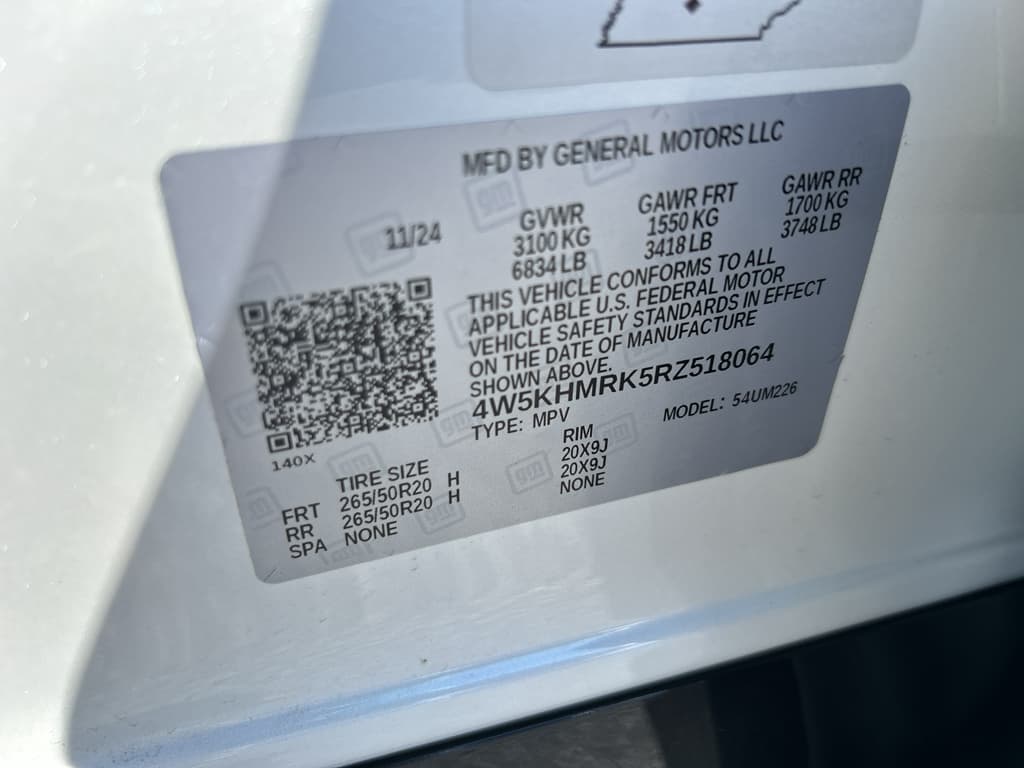 MFD BY GENERAL MOTORS LLC
11/24
GVWR GAWR FRT GAWR RR
3100 KG 1550 KG 1700 KG
6834 LB 3418 LB 3748 LB
THIS VEHICLE CONFORMS TO ALL
APPLICABLE U.S. FEDERAL MOTOR
VEHICLE SAFETY STANDARDS IN EFFECT
ON THE DATE OF MANUFACTURE
SHOWN ABOVE.
4W5KHMRK5RZ518064
TYPE: MPV MODEL: 54UM226
140X
TIRE SIZE RIM
FRT 265/50R20 H 20X9J
RR 265/50R20 H 20X9J
SPA NONE NONE